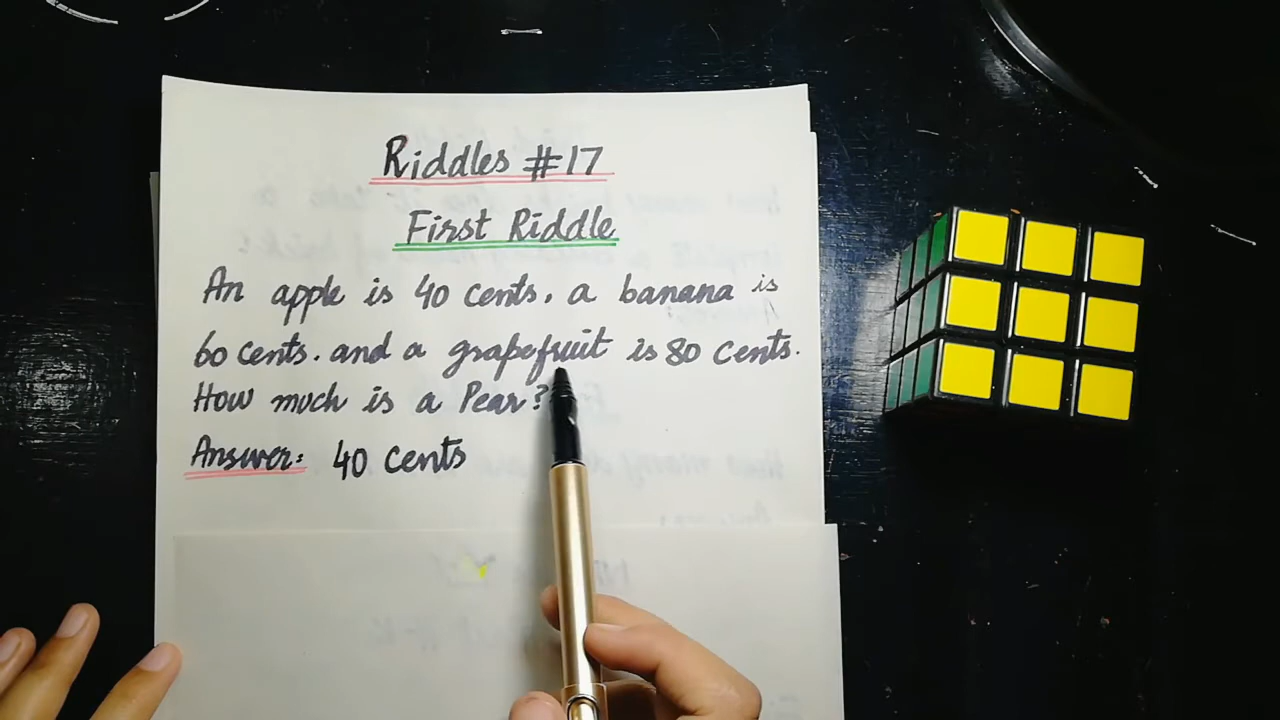 Riddles #17
First Riddle
An apple is 40 cents, a banana is
60 cents. and a grapefruit is 80 cents.
How much is a Pear?
Answer: 40 cents